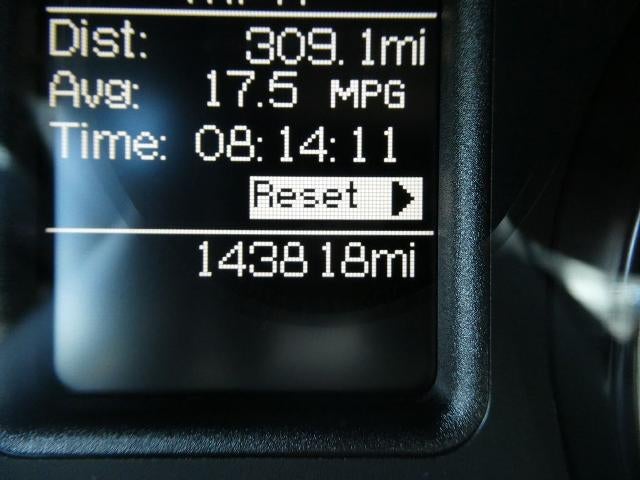 Dist: 309.1mi
Avg: 17.5 MPG
Time: 08:14:11
Reset
143818mi